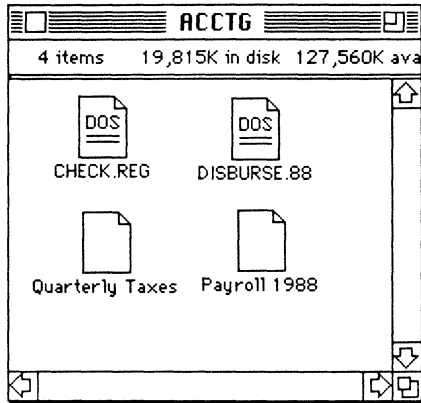 ACCTG
4 items 19,815K in disk 127,560K ava
DOS DOS
CHECK.REG DISBURSE.88
Quarterly Taxes Payroll 1988